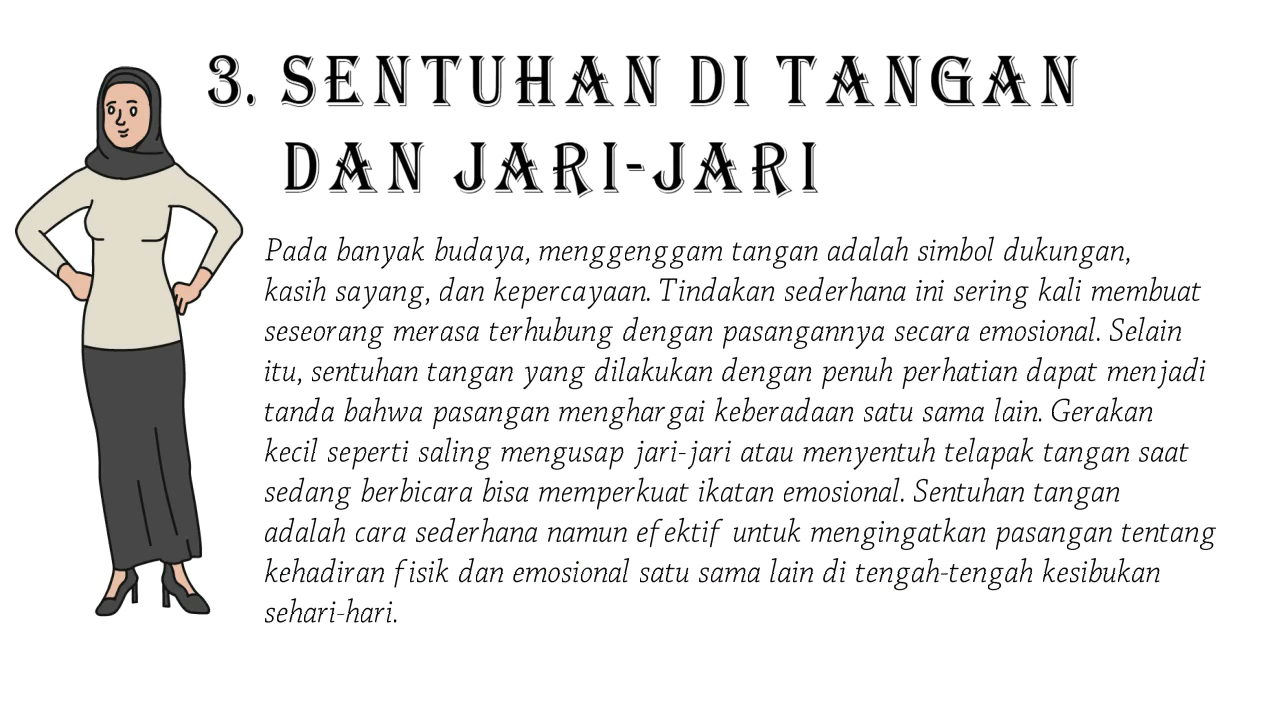 3. SENTUHAN DI TANGAN
DAN JARI-JARI
Pada banyak budaya, menggenggam tangan adalah simbol dukungan,
kasih sayang, dan kepercayaan. Tindakan sederhana ini sering kali membuat
seseorang merasa terhubung dengan pasangannya secara emosional. Selain
itu, sentuhan tangan yang dilakukan dengan penuh perhatian dapat menjadi
tanda bahwa pasangan menghargai keberadaan satu sama lain. Gerakan
kecil seperti saling mengusap jari-jari atau menyentuh telapak tangan saat
sedang berbicara bisa memperkuat ikatan emosional. Sentuhan tangan
adalah cara sederhana namun efektif untuk mengingatkan pasangan tentang
kehadiran fisik dan emosional satu sama lain di tengah-tengah kesibukan
sehari-hari.